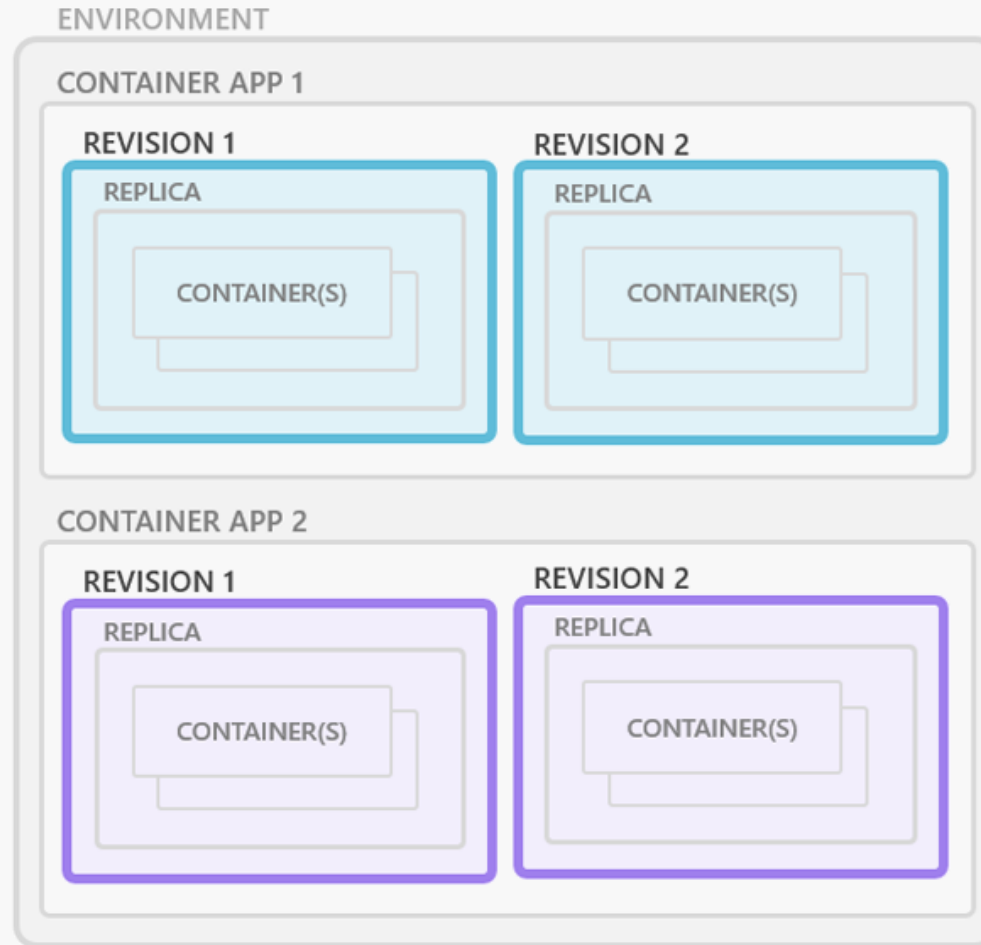 ENVIRONMENT
CONTAINER APP 1
REVISION 1
REPLICA
CONTAINER(S)
REVISION 2
REPLICA
CONTAINER(S)
CONTAINER APP 2
REVISION 1
REPLICA
CONTAINER(S)
REVISION 2
REPLICA
CONTAINER(S)